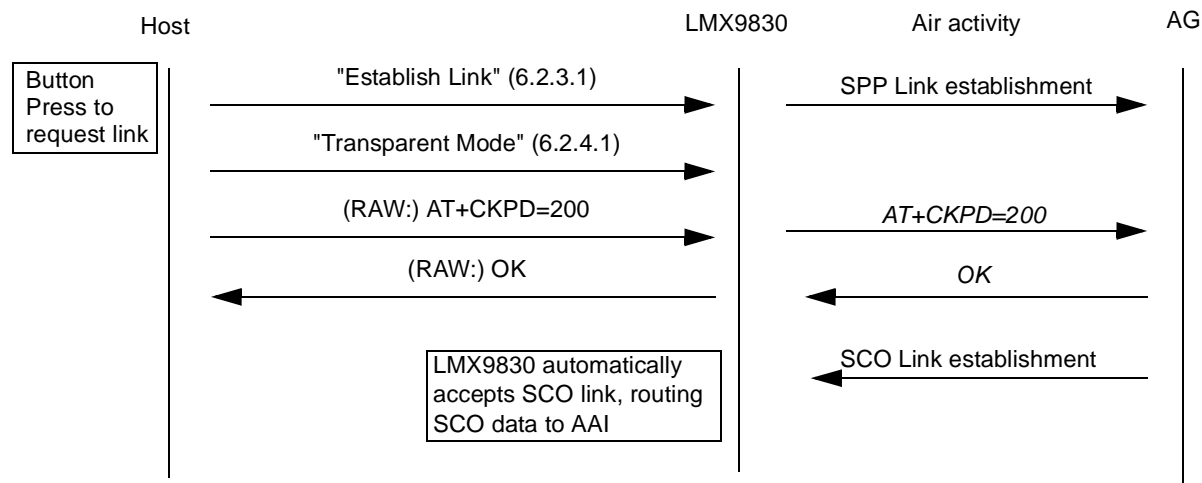 Host
LMX9830
Air activity
AG
Button
Press to
request link
"Establish Link" (6.2.3.1)
SPP Link establishment
"Transparent Mode" (6.2.4.1)
(RAW:) AT+CKPD=200
AT+CKPD=200
(RAW:) OK
OK
SCO Link establishment
LMX9830 automatically
accepts SCO link, routing
SCO data to AAI